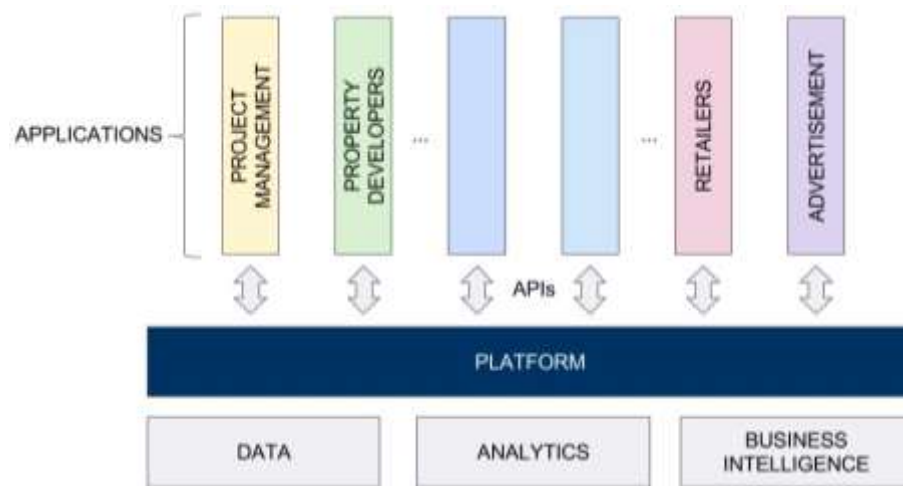 APPLICATIONS
PROJECT
MANAGEMENT
PROPERTY
DEVELOPERS
...
...
RETAILERS
ADVERTISEMENT
APIs
PLATFORM
DATA
ANALYTICS
BUSINESS
INTELLIGENCE